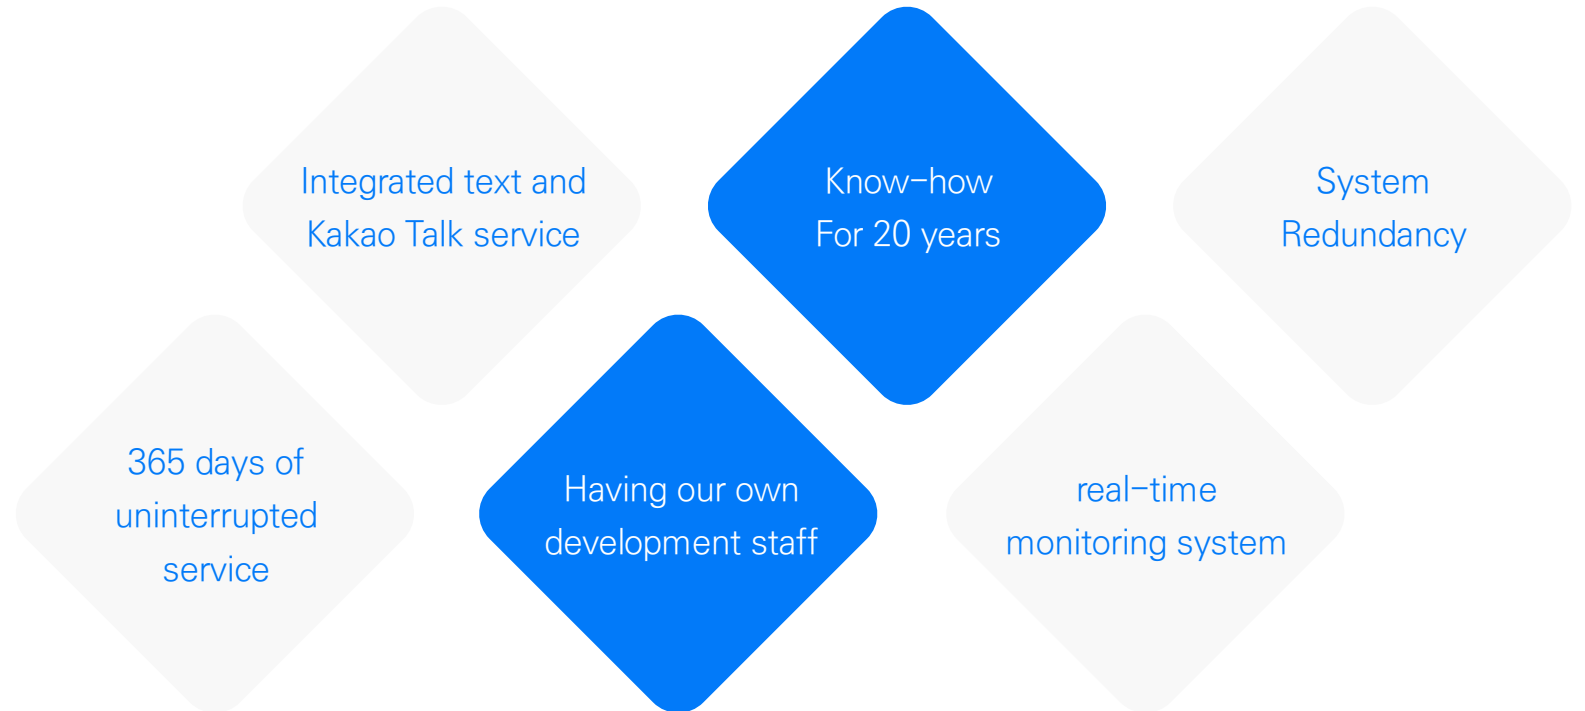 Integrated text and
Kakao Talk service
Know-how
For 20 years
System
Redundancy
365 days of
uninterrupted
service
Having our own
development staff
real-time
monitoring system